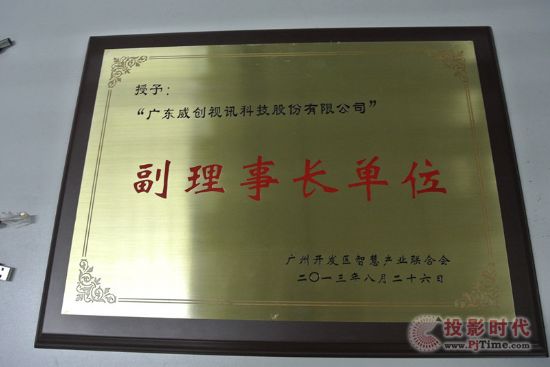 授予：
“广东威创视讯科技股份有限公司”
副理事长单位
广州开发区智慧产业联合会
二〇一三年八月二十六日
投影时代
www.PjTime.com